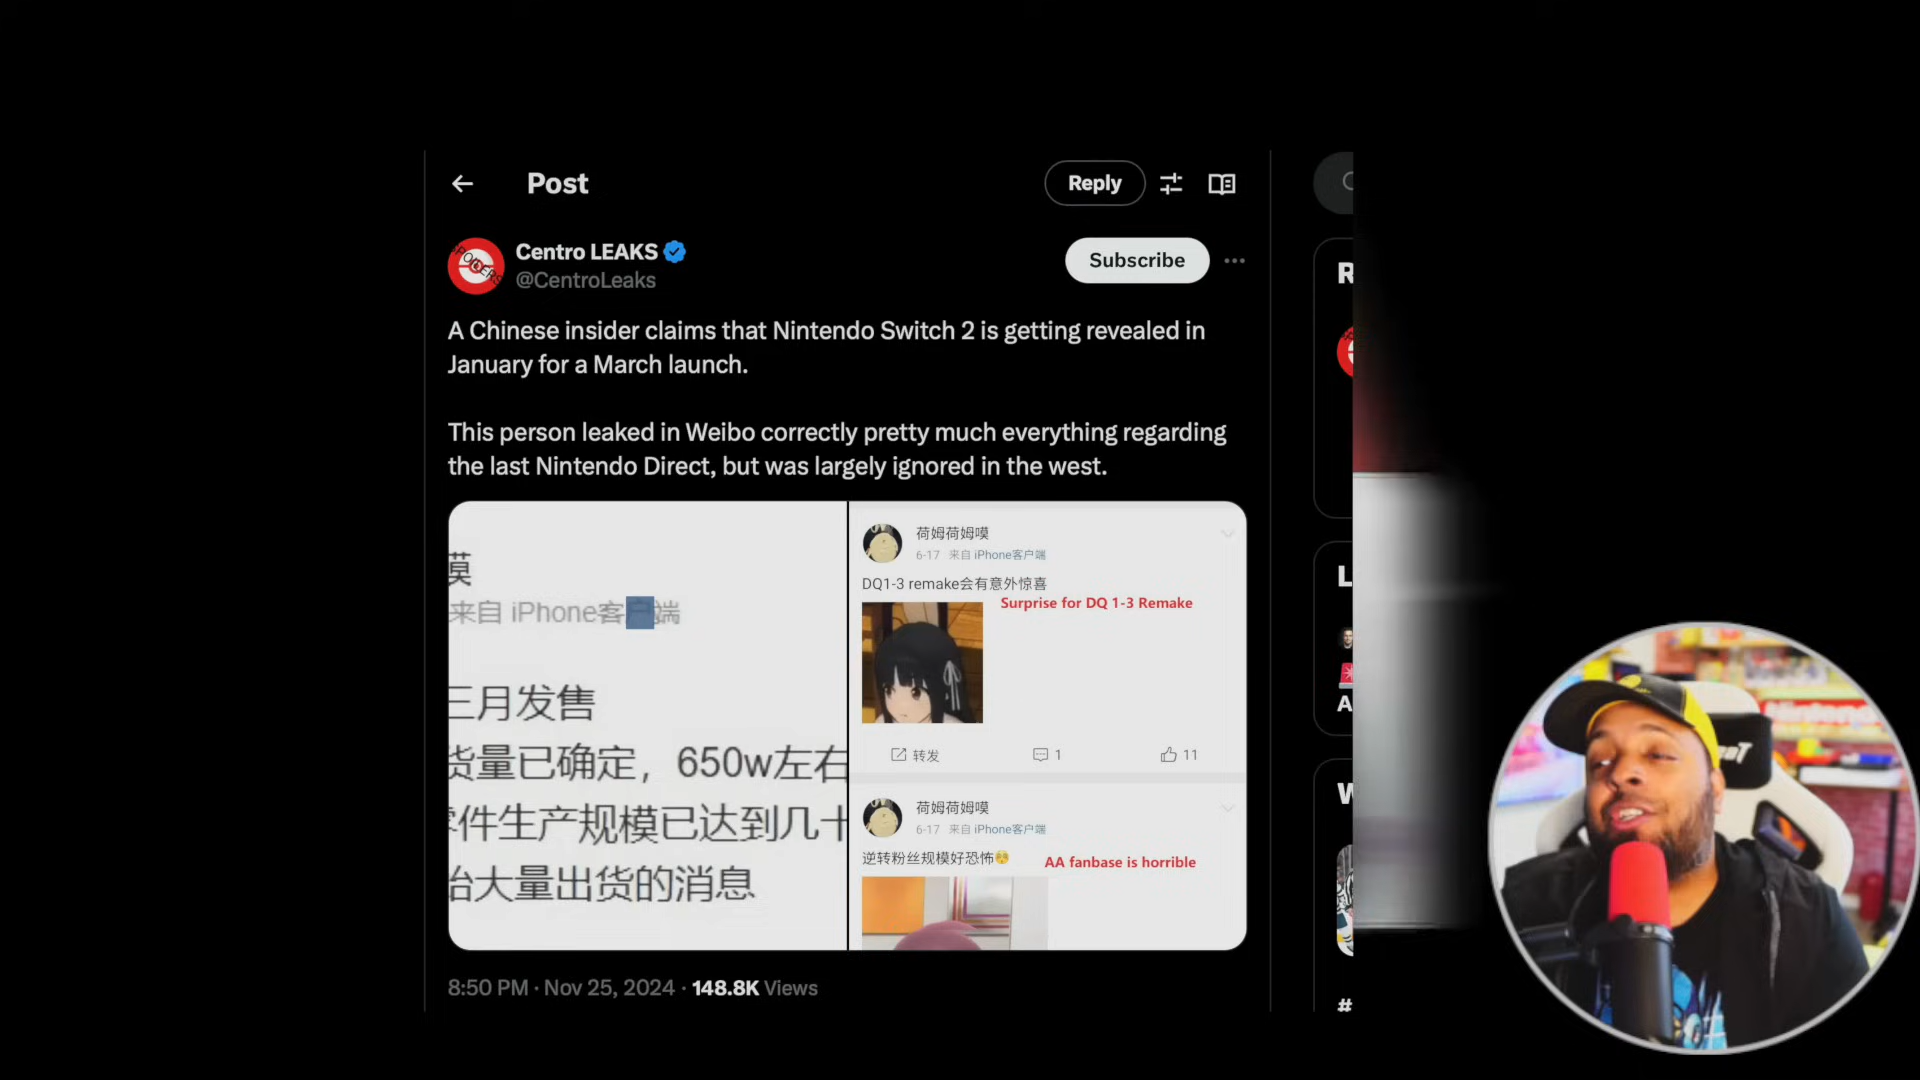 Post
Reply
Centro LEAKS
@CentroLeaks
Subscribe
A Chinese insider claims that Nintendo Switch 2 is getting revealed in
January for a March launch.
This person leaked in Weibo correctly pretty much everything regarding
the last Nintendo Direct, but was largely ignored in the west.
莫
来自 iPhone客户端
三月发售
货量已确定，650w左右
件生产规模已达到几十
台大量出货的消息
荷姆荷姆嗼
6-17 来自 iPhone客户端
DQ1-3 remake会有意外惊喜
Surprise for DQ 1-3 Remake
转发 1 11
荷姆荷姆嗼
6-17 来自 iPhone客户端
逆转粉丝规模好恐怖
AA fanbase is horrible
8:50 PM · Nov 25, 2024 · 148.8K Views
R
L
A
W
#
Nintendo